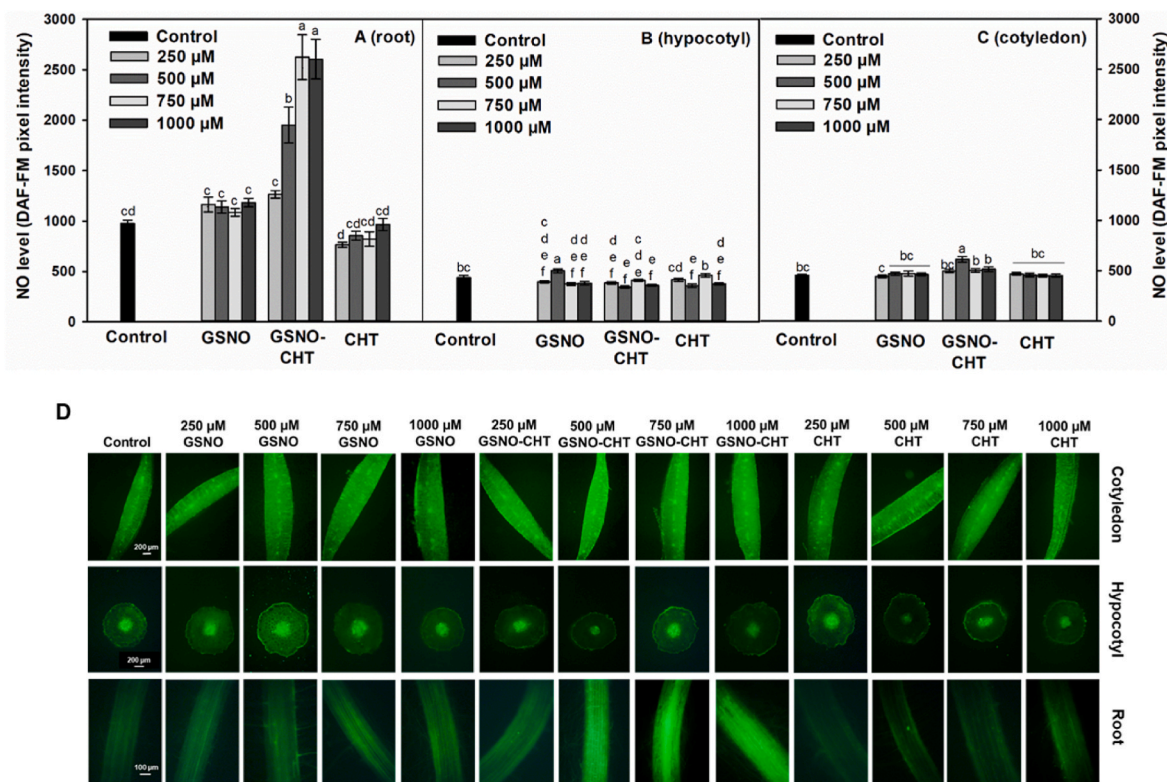 3000
2500
2000
1500
1000
500
0
NO level (DAF-FM pixel intensity)
Control
250 µM
500 µM
750 µM
1000 µM
A (root)
cd
c c c c
c b a a
d cd cd cd
Control
GSNO
GSNO-
CHT
CHT
Control
250 µM
500 µM
750 µM
1000 µM
B (hypocotyl)
bc
c
d d d
e a e e
f f f
d d
e e c
f f d e
e f
d
cd e b e
f f
Control
GSNO
GSNO-
CHT
CHT
Control
250 µM
500 µM
750 µM
1000 µM
C (cotyledon)
bc
c bc
bc a b b
bc
Control
GSNO
GSNO-
CHT
CHT
3000
2500
2000
1500
1000
500
0
NO level (DAF-FM pixel intensity)
D
Control
250 µM
GSNO
500 µM
GSNO
750 µM
GSNO
1000 µM
GSNO
250 µM
GSNO-CHT
500 µM
GSNO-CHT
750 µM
GSNO-CHT
1000 µM
GSNO-CHT
250 µM
CHT
500 µM
CHT
750 µM
CHT
1000 µM
CHT
200 µm
Cotyledon
200 µm
Hypocotyl
100 µm
Root